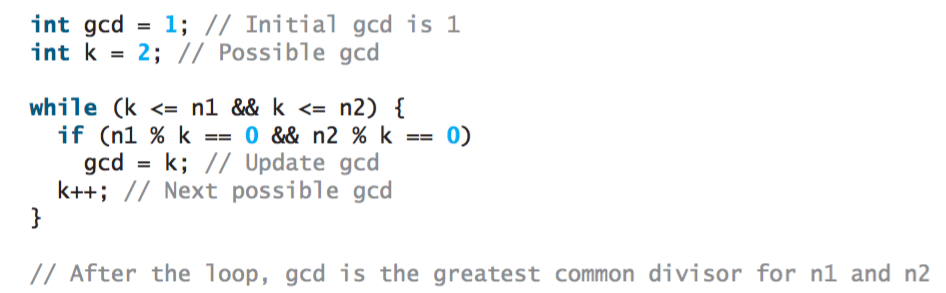 int gcd = 1; // Initial gcd is 1
int k = 2; // Possible gcd
while (k <= n1 && k <= n2) {
if (n1 % k == 0 && n2 % k == 0)
gcd = k; // Update gcd
k++; // Next possible gcd
}
// After the loop, gcd is the greatest common divisor for n1 and n2